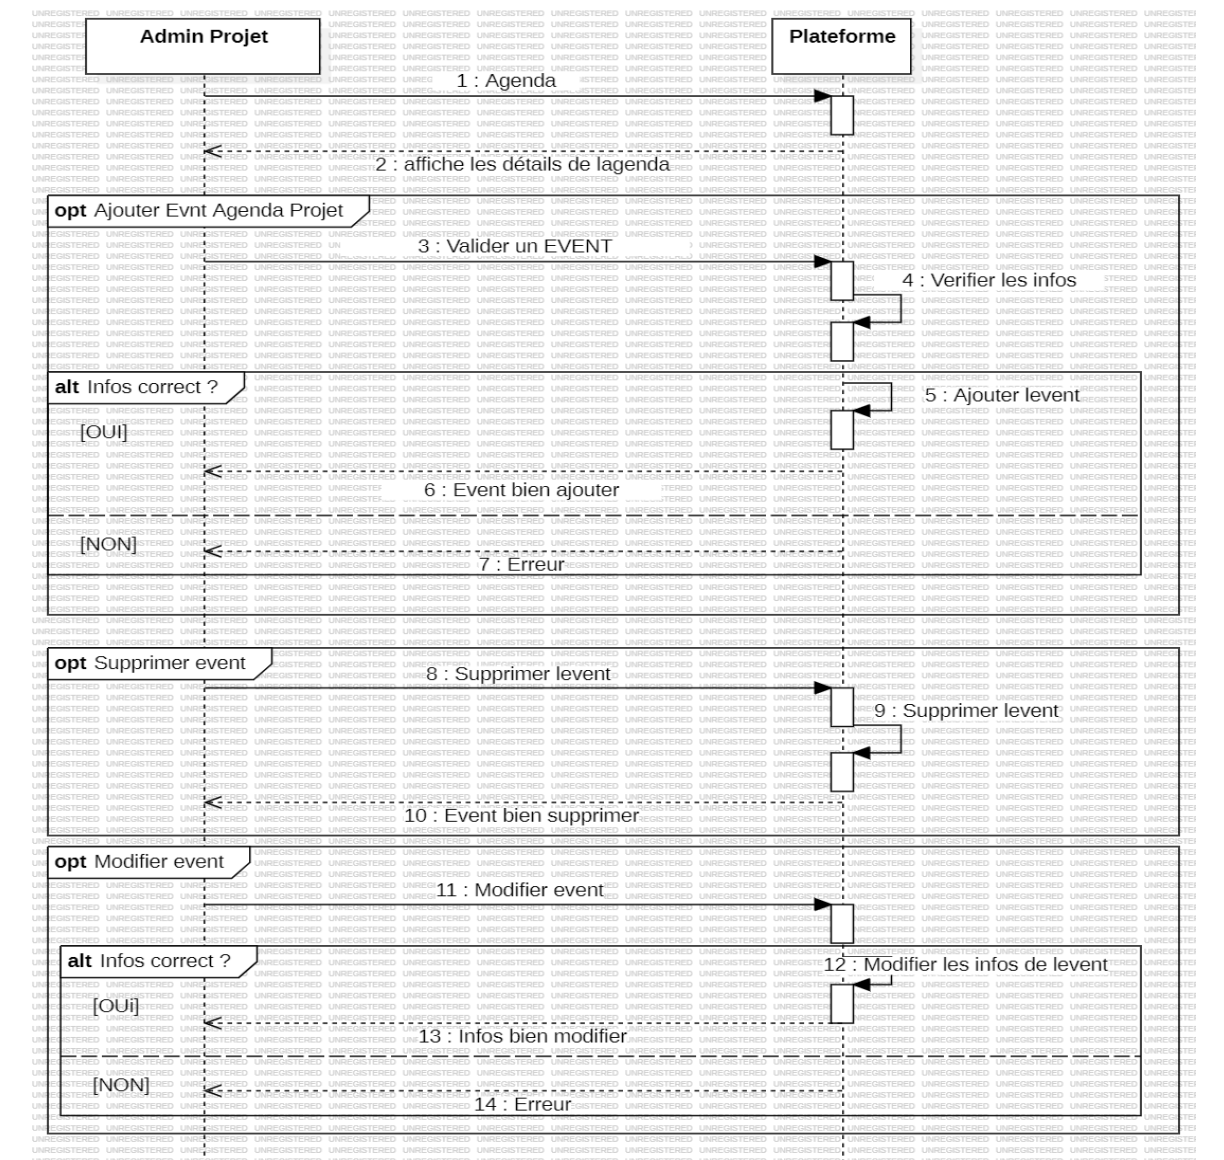 Admin Projet
Plateforme
1 : Agenda
2 : affiche les détails de lagenda
opt Ajouter Evnt Agenda Projet
3 : Valider un EVENT
4 : Verifier les infos
alt Infos correct ?
5 : Ajouter levent
[OUI]
6 : Event bien ajouter
[NON]
7 : Erreur
opt Supprimer event
8 : Supprimer levent
9 : Supprimer levent
10 : Event bien supprimer
opt Modifier event
11 : Modifier event
alt Infos correct ?
12 : Modifier les infos de levent
[OUi]
13 : Infos bien modifier
[NON]
14 : Erreur
UNREGISTERED